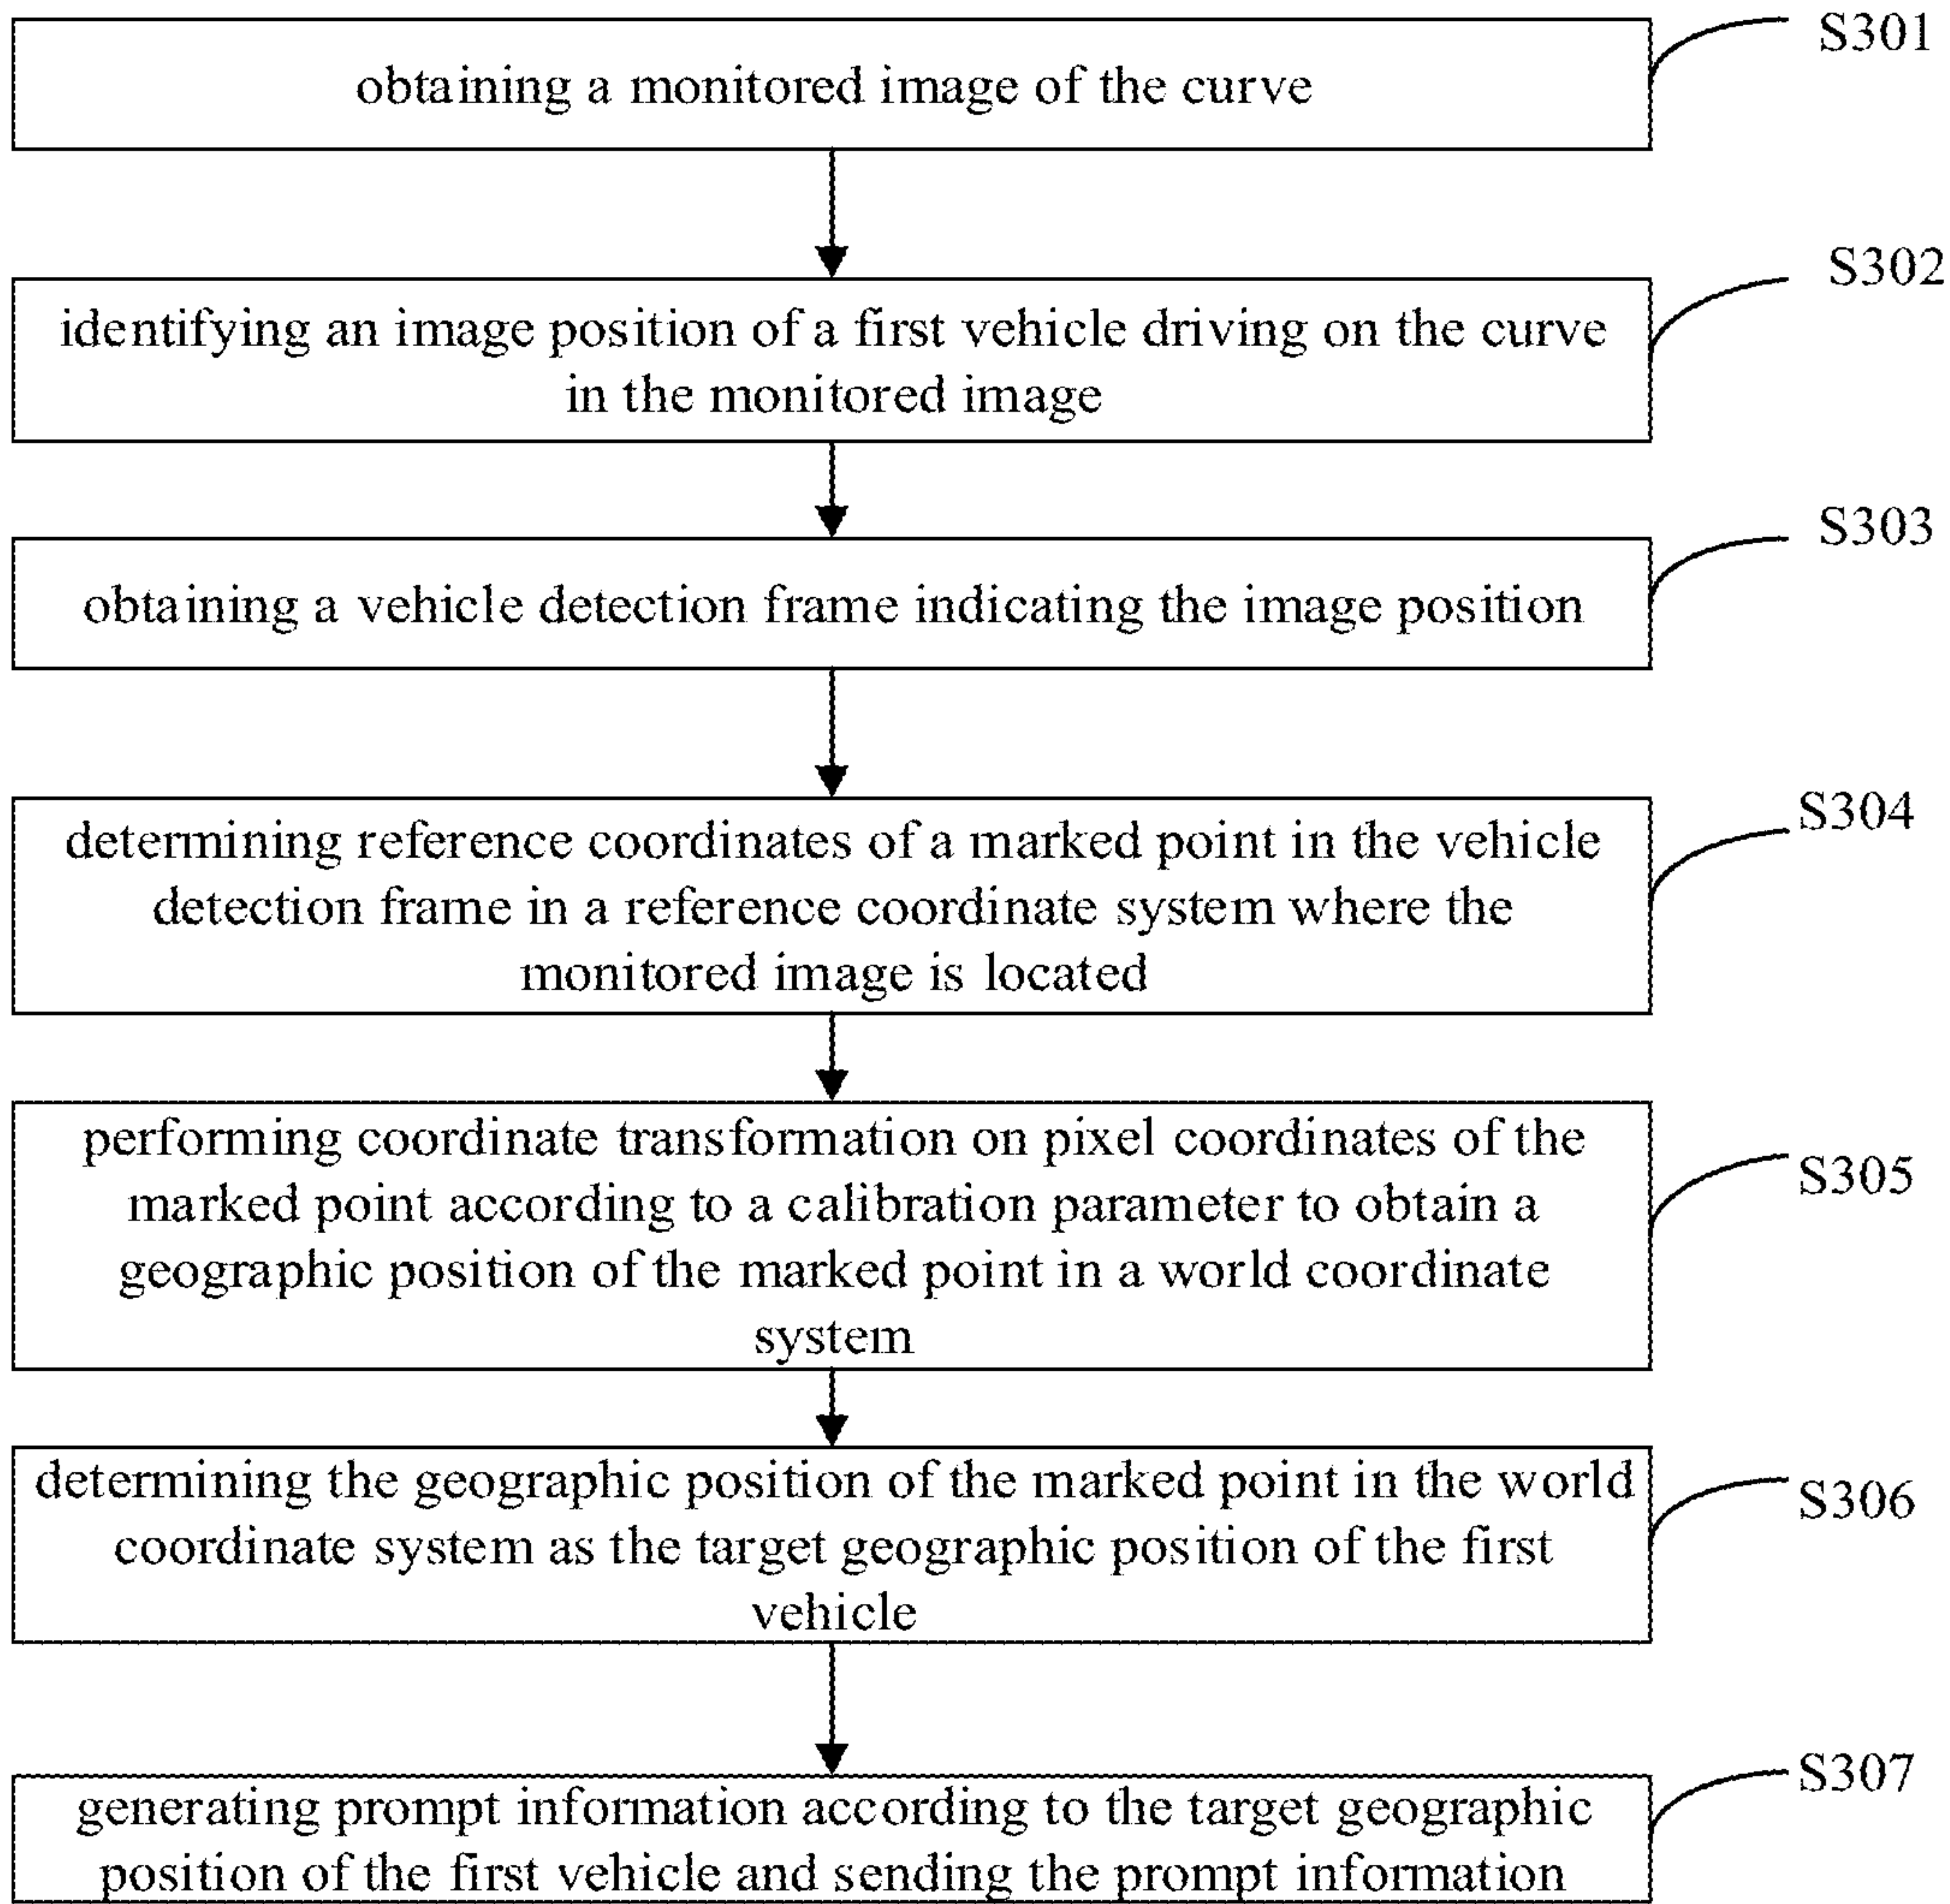 S301
obtaining a monitored image of the curve
S302
identifying an image position of a first vehicle driving on the curve
in the monitored image
S303
obtaining a vehicle detection frame indicating the image position
S304
determining reference coordinates of a marked point in the vehicle
detection frame in a reference coordinate system where the
monitored image is located
S305
performing coordinate transformation on pixel coordinates of the
marked point according to a calibration parameter to obtain a
geographic position of the marked point in a world coordinate
system
S306
determining the geographic position of the marked point in the world
coordinate system as the target geographic position of the first
vehicle
S307
generating prompt information according to the target geographic
position of the first vehicle and sending the prompt information